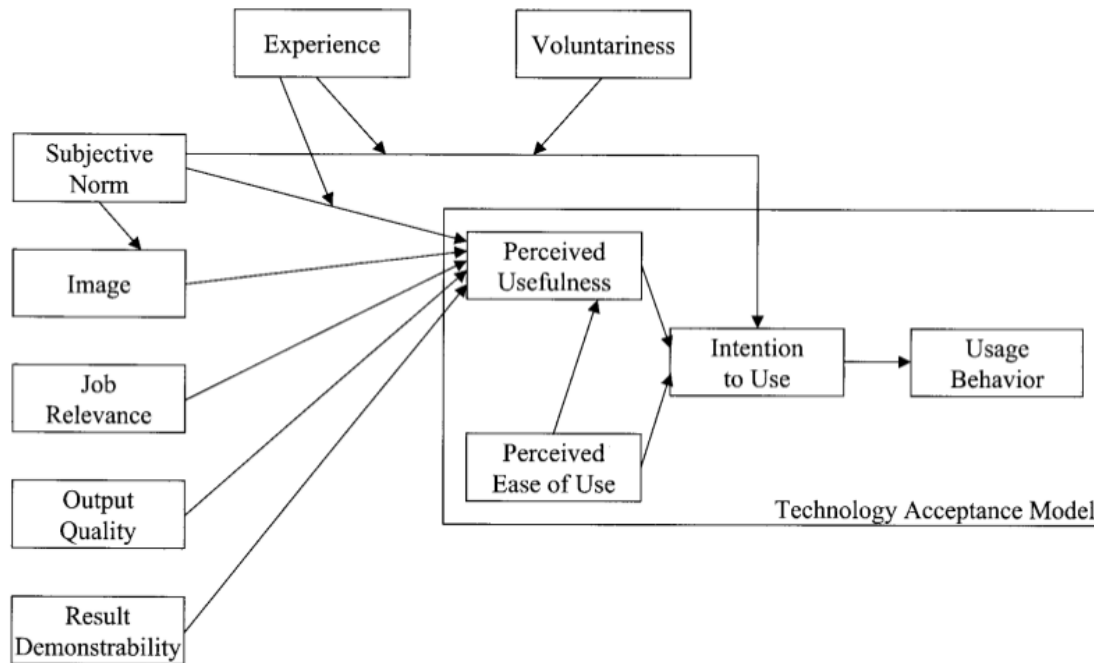 Experience
Voluntariness
Subjective
Norm
Image
Perceived
Usefulness
Job
Relevance
Intention
to Use
Usage
Behavior
Perceived
Ease of Use
Output
Quality
Technology Acceptance Model
Result
Demonstrability